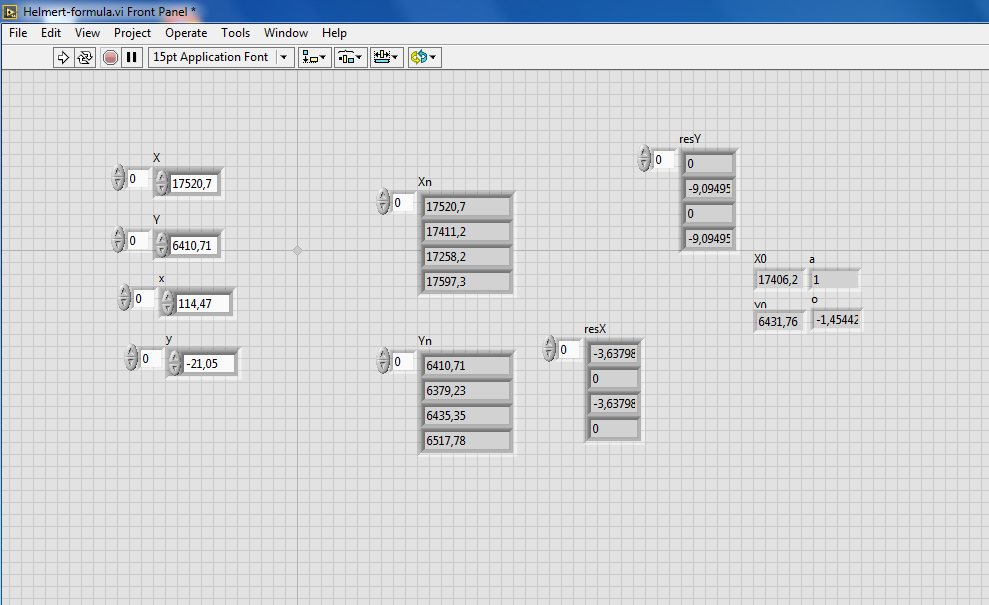 Helmert-formula.vi Front Panel *
File Edit View Project Operate Tools Window Help
15pt Application Font
X
0 17520,7
Y
0 6410,71
x
0 114,47
y
0 -21,05
Xn
0 17520,7
17411,2
17258,2
17597,3
Yn
0 6410,71
6379,23
6435,35
6517,78
resX
0 -3,63798
0
-3,63798
0
resY
0 0
-9,09495
0
-9,09495
X0 a
17406,2 1
Y0 o
6431,76 -1,45442